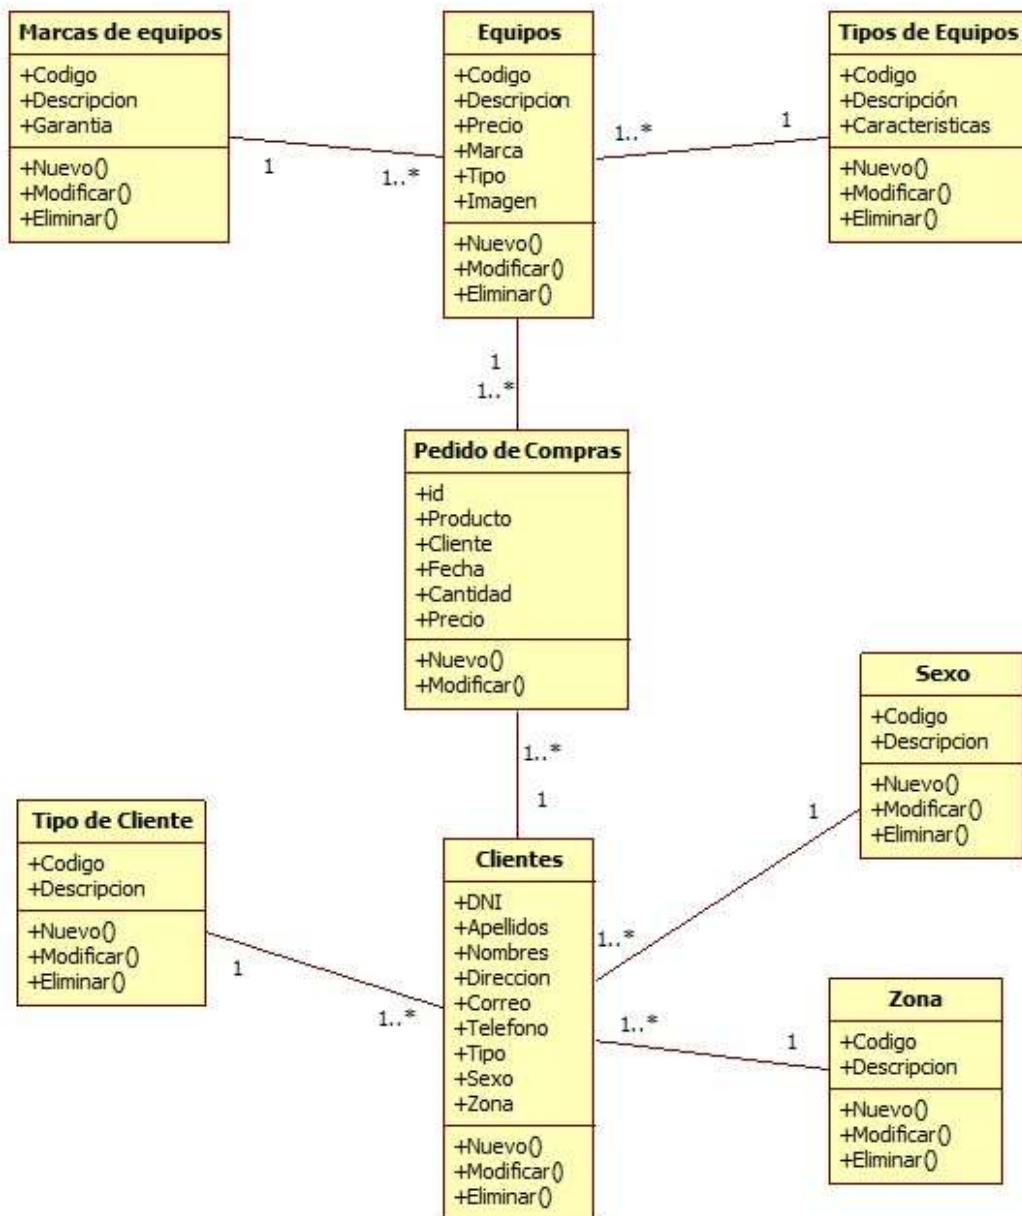 Marcas de equipos
+Codigo
+Descripcion
+Garantia
+Nuevo()
+Modificar()
+Eliminar()
1
1..*
Equipos
+Codigo
+Descripcion
+Precio
+Marca
+Tipo
+Imagen
+Nuevo()
+Modificar()
+Eliminar()
1..*
1
Tipos de Equipos
+Codigo
+Descripción
+Caracteristicas
+Nuevo()
+Modificar()
+Eliminar()
1
1..*
Pedido de Compras
+id
+Producto
+Cliente
+Fecha
+Cantidad
+Precio
+Nuevo()
+Modificar()
1..*
1
Sexo
+Codigo
+Descripcion
+Nuevo()
+Modificar()
+Eliminar()
1
1..*
Tipo de Cliente
+Codigo
+Descripcion
+Nuevo()
+Modificar()
+Eliminar()
1
1..*
Clientes
+DNI
+Apellidos
+Nombres
+Direccion
+Correo
+Telefono
+Tipo
+Sexo
+Zona
+Nuevo()
+Modificar()
+Eliminar()
1..*
1
Zona
+Codigo
+Descripcion
+Nuevo()
+Modificar()
+Eliminar()